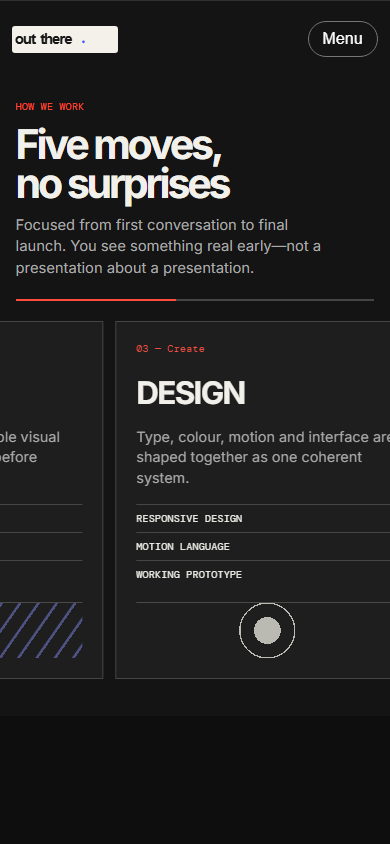 out there .
Menu
HOW WE WORK
Five moves,
no surprises
Focused from first conversation to final
launch. You see something real early—not a
presentation about a presentation.
visual
03 — Create
DESIGN
Type, colour, motion and interface are
shaped together as one coherent
system.
RESPONSIVE DESIGN
MOTION LANGUAGE
WORKING PROTOTYPE